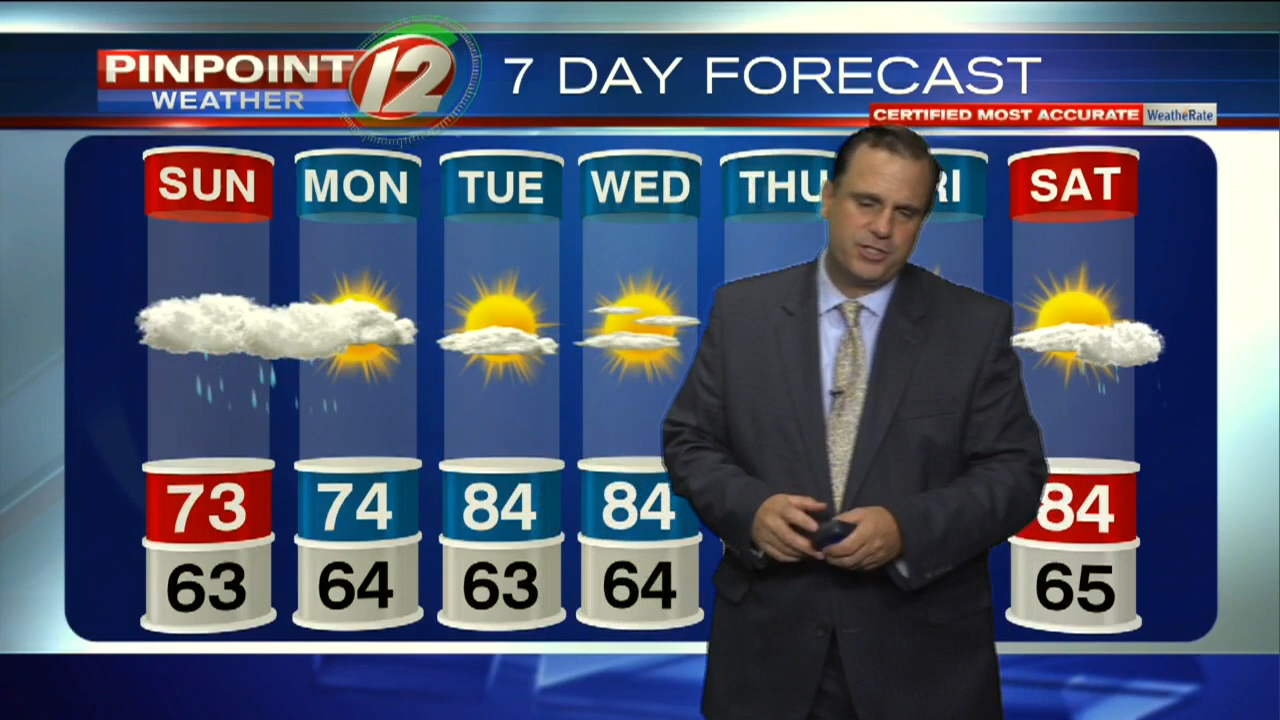 PINPOINT
WEATHER
12
7 DAY FORECAST
CERTIFIED MOST ACCURATE WeatheRate
SUN MON TUE WED THU RI SAT
73 74 84 84 84
63 64 63 64 65